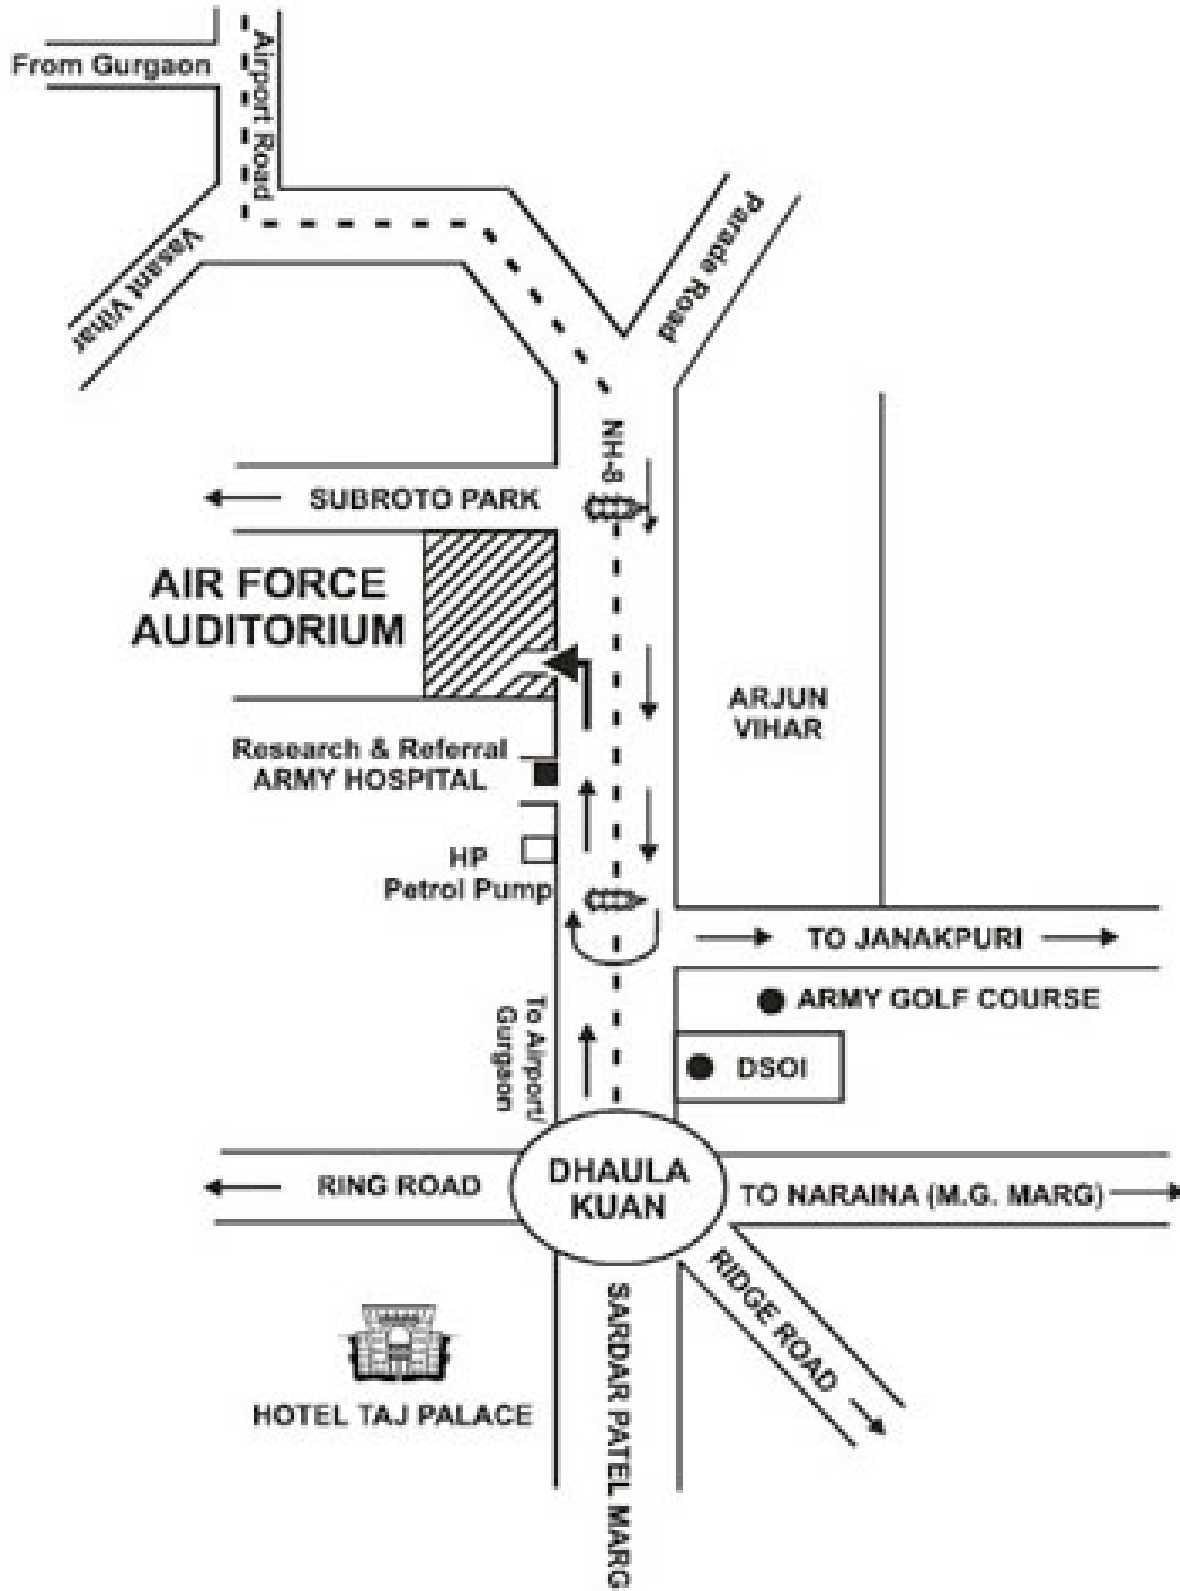 From Gurgaon
Airport Road
Vassant Vihar
Parade Road
NH-8
SUBROTO PARK
AIR FORCE
AUDITORIUM
ARJUN
VIHAR
Research & Referral
ARMY HOSPITAL
HP
Petrol Pump
TO JANAKPURI
ARMY GOLF COURSE
To Airport/
Gurgaon
DSOI
DHAULA
KUAN
RING ROAD
TO NARAINA (M.G. MARG)
RIDGE ROAD
SARDAR PATEL MARG
HOTEL TAJ PALACE